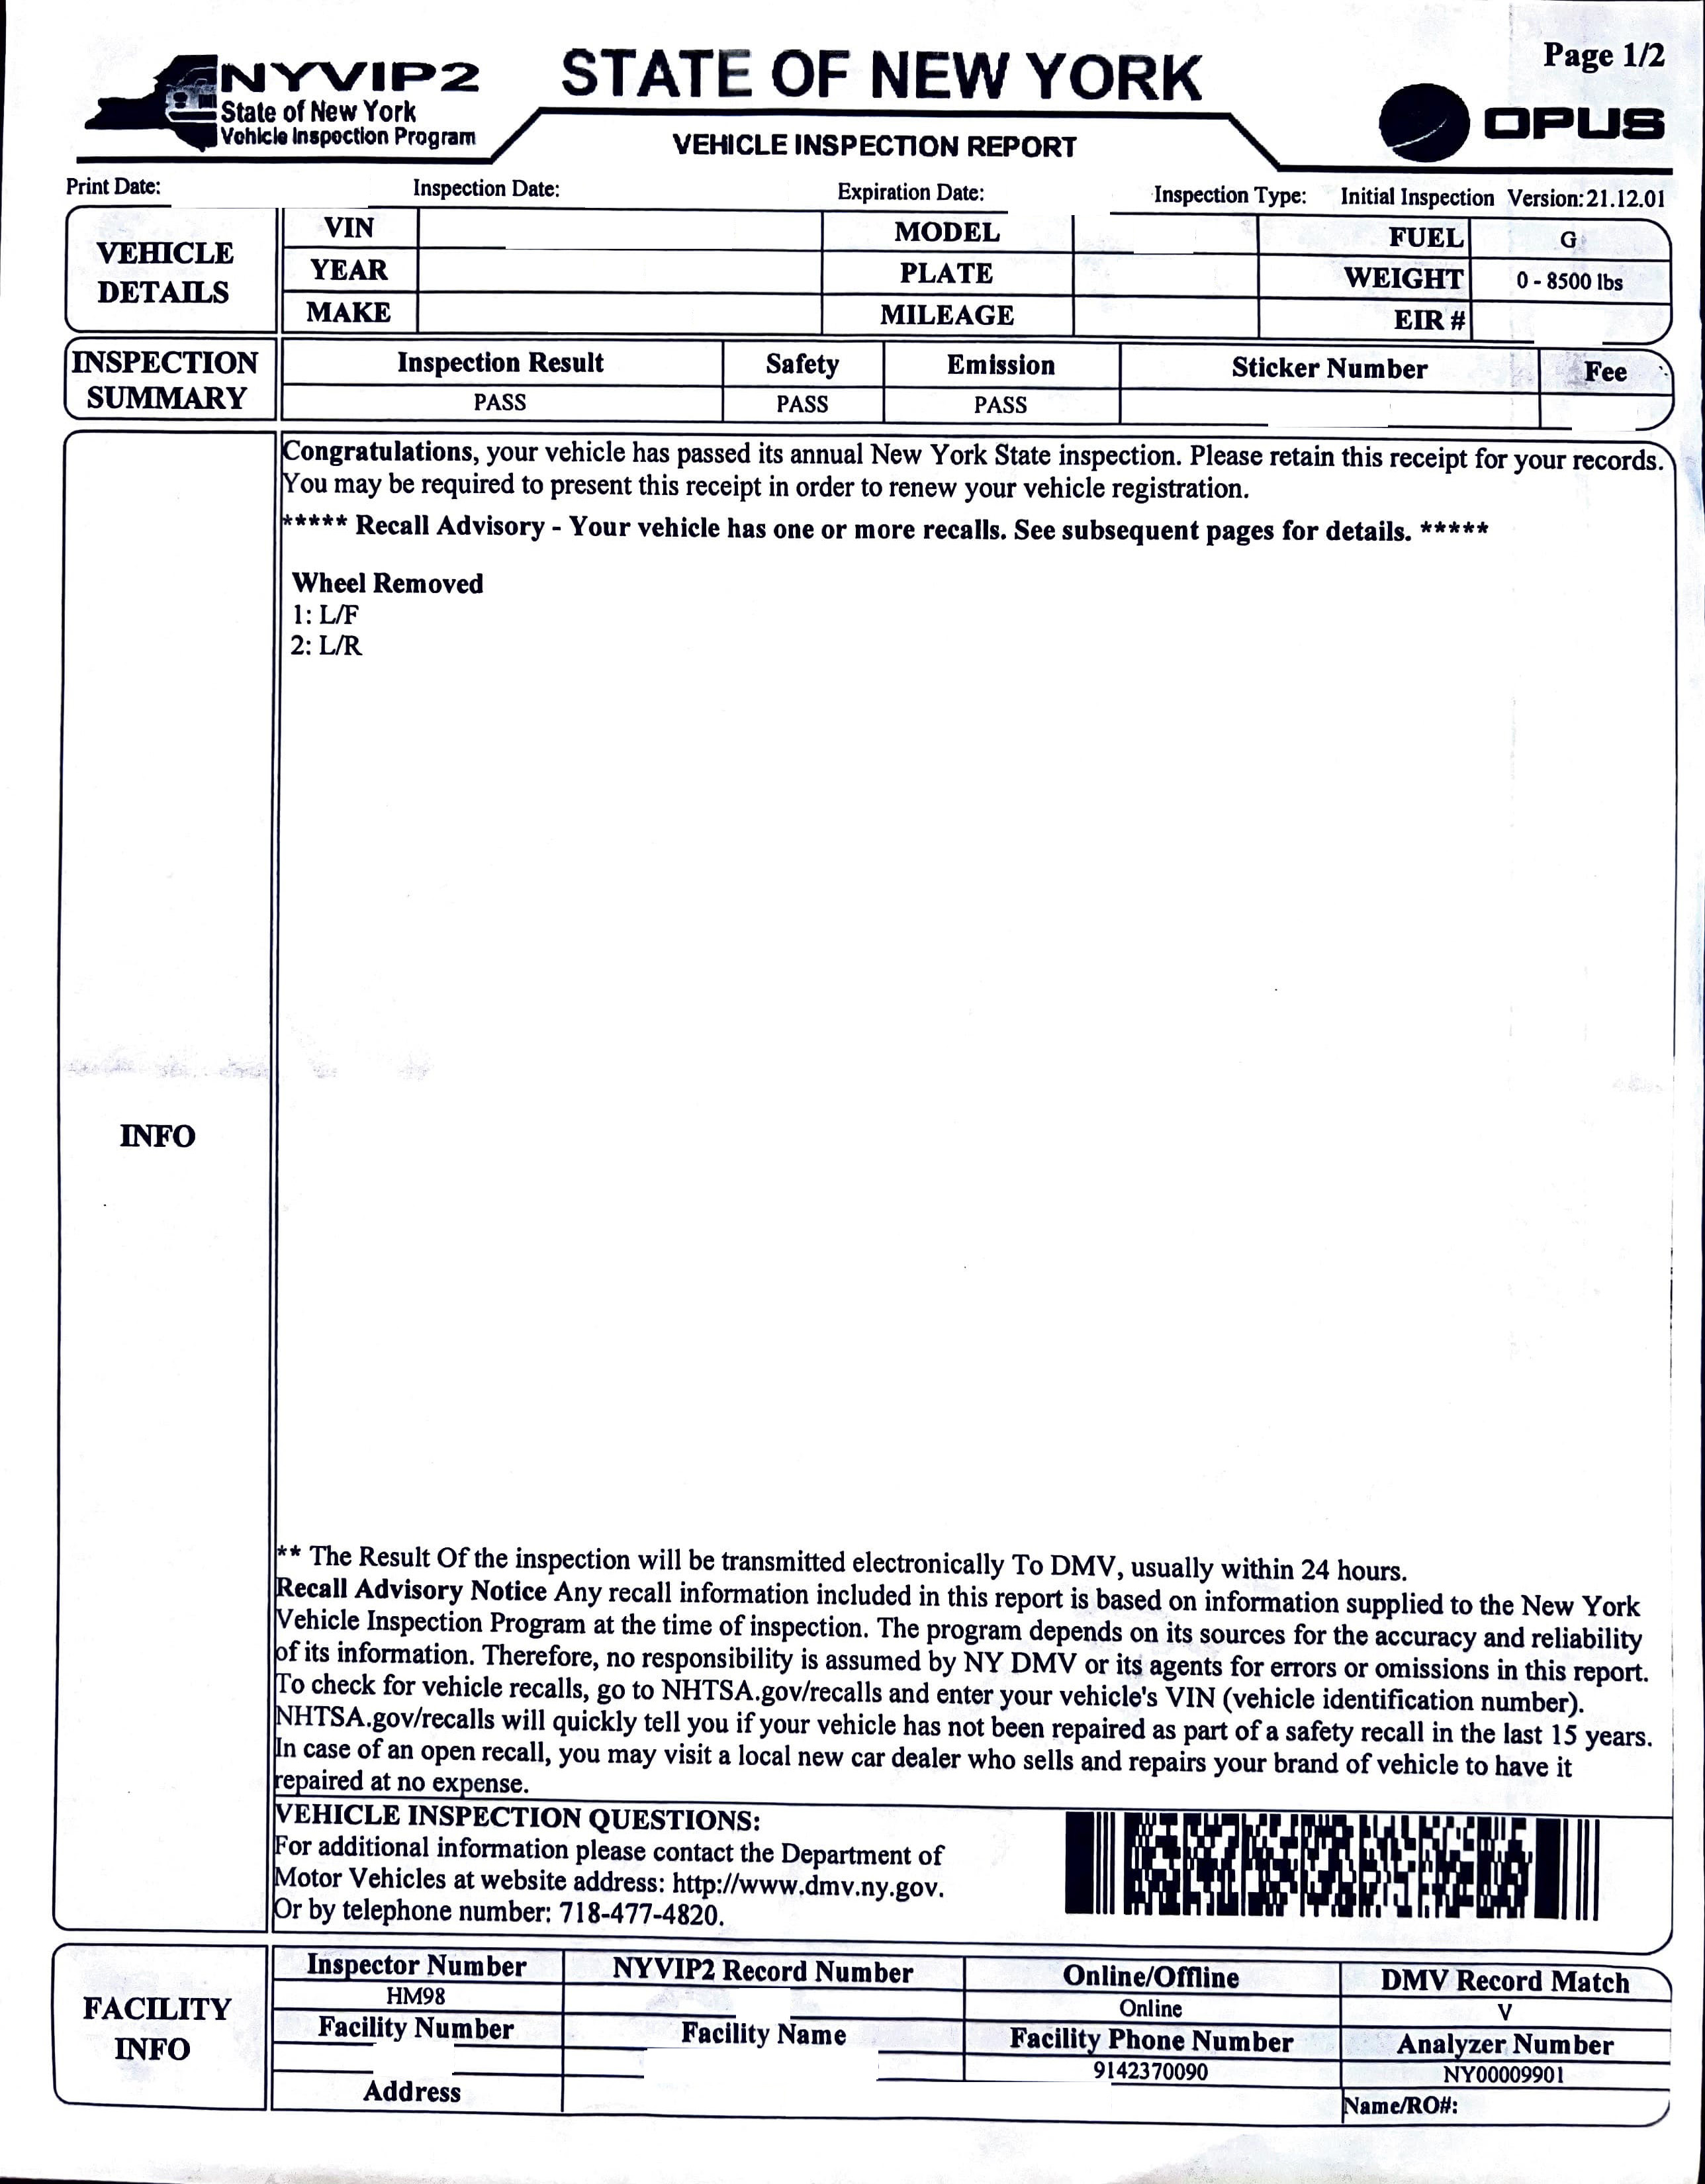 Page 1/2
NYVIP2
State of New York
Vehicle Inspection Program
STATE OF NEW YORK
VEHICLE INSPECTION REPORT
OPUS
Print Date: Inspection Date: Expiration Date: Inspection Type: Initial Inspection Version:21.12.01
VEHICLE DETAILS
VIN MODEL FUEL G
YEAR PLATE WEIGHT 0 - 8500 lbs
MAKE MILEAGE EIR #
INSPECTION SUMMARY
Inspection Result Safety Emission Sticker Number Fee
PASS PASS PASS
Congratulations, your vehicle has passed its annual New York State inspection. Please retain this receipt for your records.
You may be required to present this receipt in order to renew your vehicle registration.
***** Recall Advisory - Your vehicle has one or more recalls. See subsequent pages for details. *****
Wheel Removed
1: L/F
2: L/R
INFO
** The Result Of the inspection will be transmitted electronically To DMV, usually within 24 hours.
Recall Advisory Notice Any recall information included in this report is based on information supplied to the New York
Vehicle Inspection Program at the time of inspection. The program depends on its sources for the accuracy and reliability
of its information. Therefore, no responsibility is assumed by NY DMV or its agents for errors or omissions in this report.
To check for vehicle recalls, go to NHTSA.gov/recalls and enter your vehicle's VIN (vehicle identification number).
NHTSA.gov/recalls will quickly tell you if your vehicle has not been repaired as part of a safety recall in the last 15 years.
In case of an open recall, you may visit a local new car dealer who sells and repairs your brand of vehicle to have it
repaired at no expense.
VEHICLE INSPECTION QUESTIONS:
For additional information please contact the Department of
Motor Vehicles at website address: http://www.dmv.ny.gov.
Or by telephone number: 718-477-4820.
FACILITY INFO
Inspector Number NYVIP2 Record Number Online/Offline DMV Record Match
HM98 Online V
Facility Number Facility Name Facility Phone Number Analyzer Number
9142370090 NY00009901
Address Name/RO#: